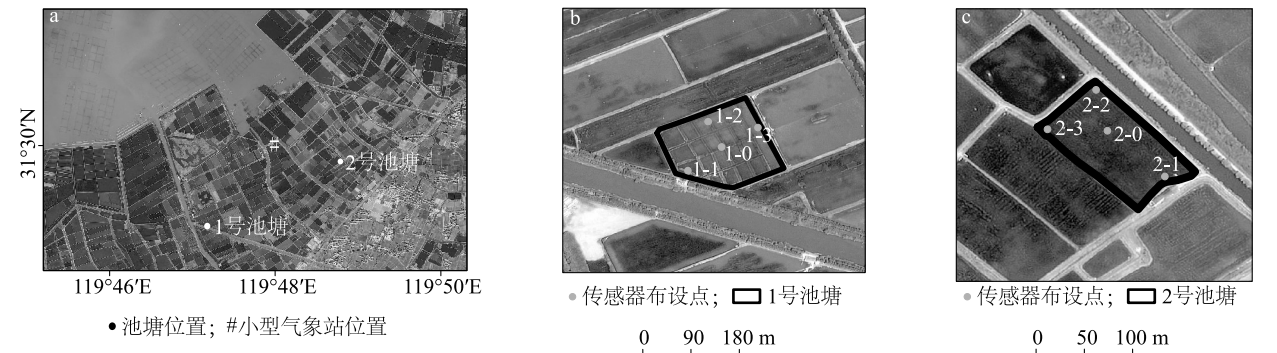 a
31°30′N
#
2号池塘
1号池塘
119°46′E
119°48′E
119°50′E
●池塘位置；#小型气象站位置
b
1-2
1-3
1-0
1-1
传感器布设点；
1号池塘
0 90 180 m
c
2-2
2-3
2-0
2-1
传感器布设点；
2号池塘
0 50 100 m